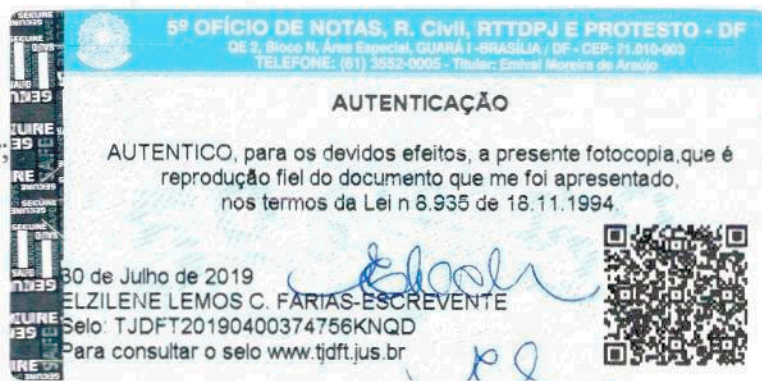 5º OFÍCIO DE NOTAS, R. Civil, RTTDPJ E PROTESTO - DF
QE 2, Bloco N, Área Especial, GUARÁ I -BRASÍLIA / DF - CEP: 71.010-003
TELEFONE: (61) 3552-0005 - Titular: Emival Moreira de Araújo
AUTENTICAÇÃO
AUTENTICO, para os devidos efeitos, a presente fotocopia,que é
reprodução fiel do documento que me foi apresentado,
nos termos da Lei n 8.935 de 18.11.1994.
30 de Julho de 2019
ELZILENE LEMOS C. FARIAS-ESCREVENTE
Selo: TJDFT20190400374756KNQD
Para consultar o selo www.tjdft.jus.br